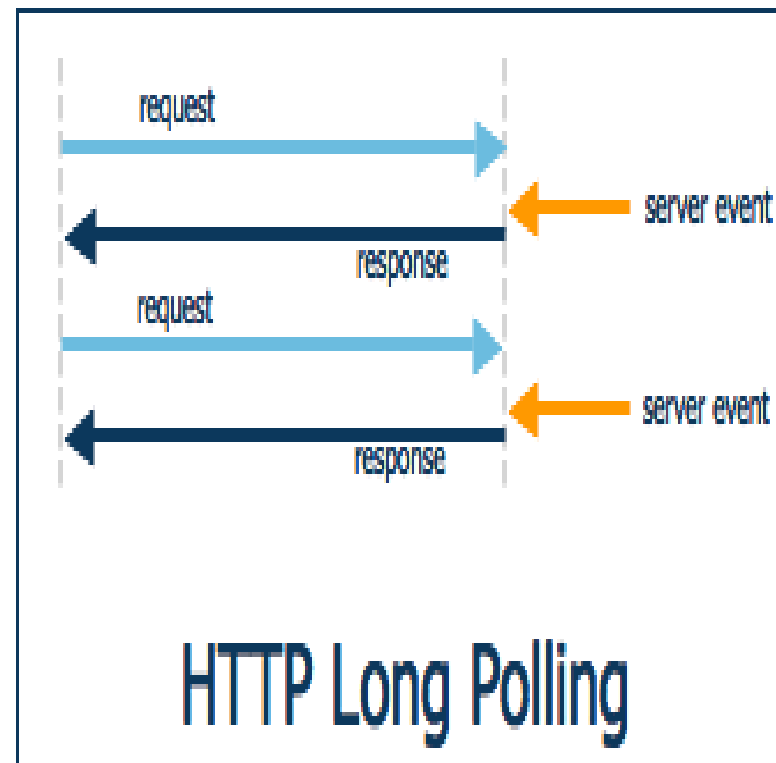 request
server event
response
request
server event
response
HTTP Long Polling